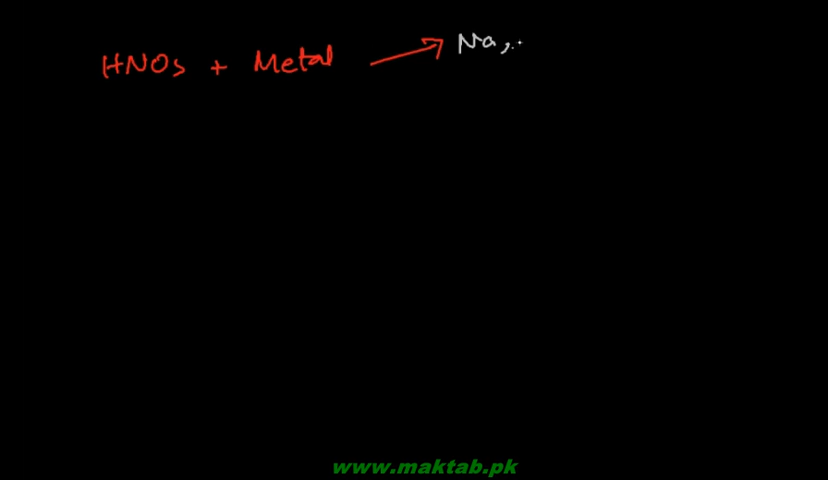 HNO3 + Metal → Na,
www.maktab.pk